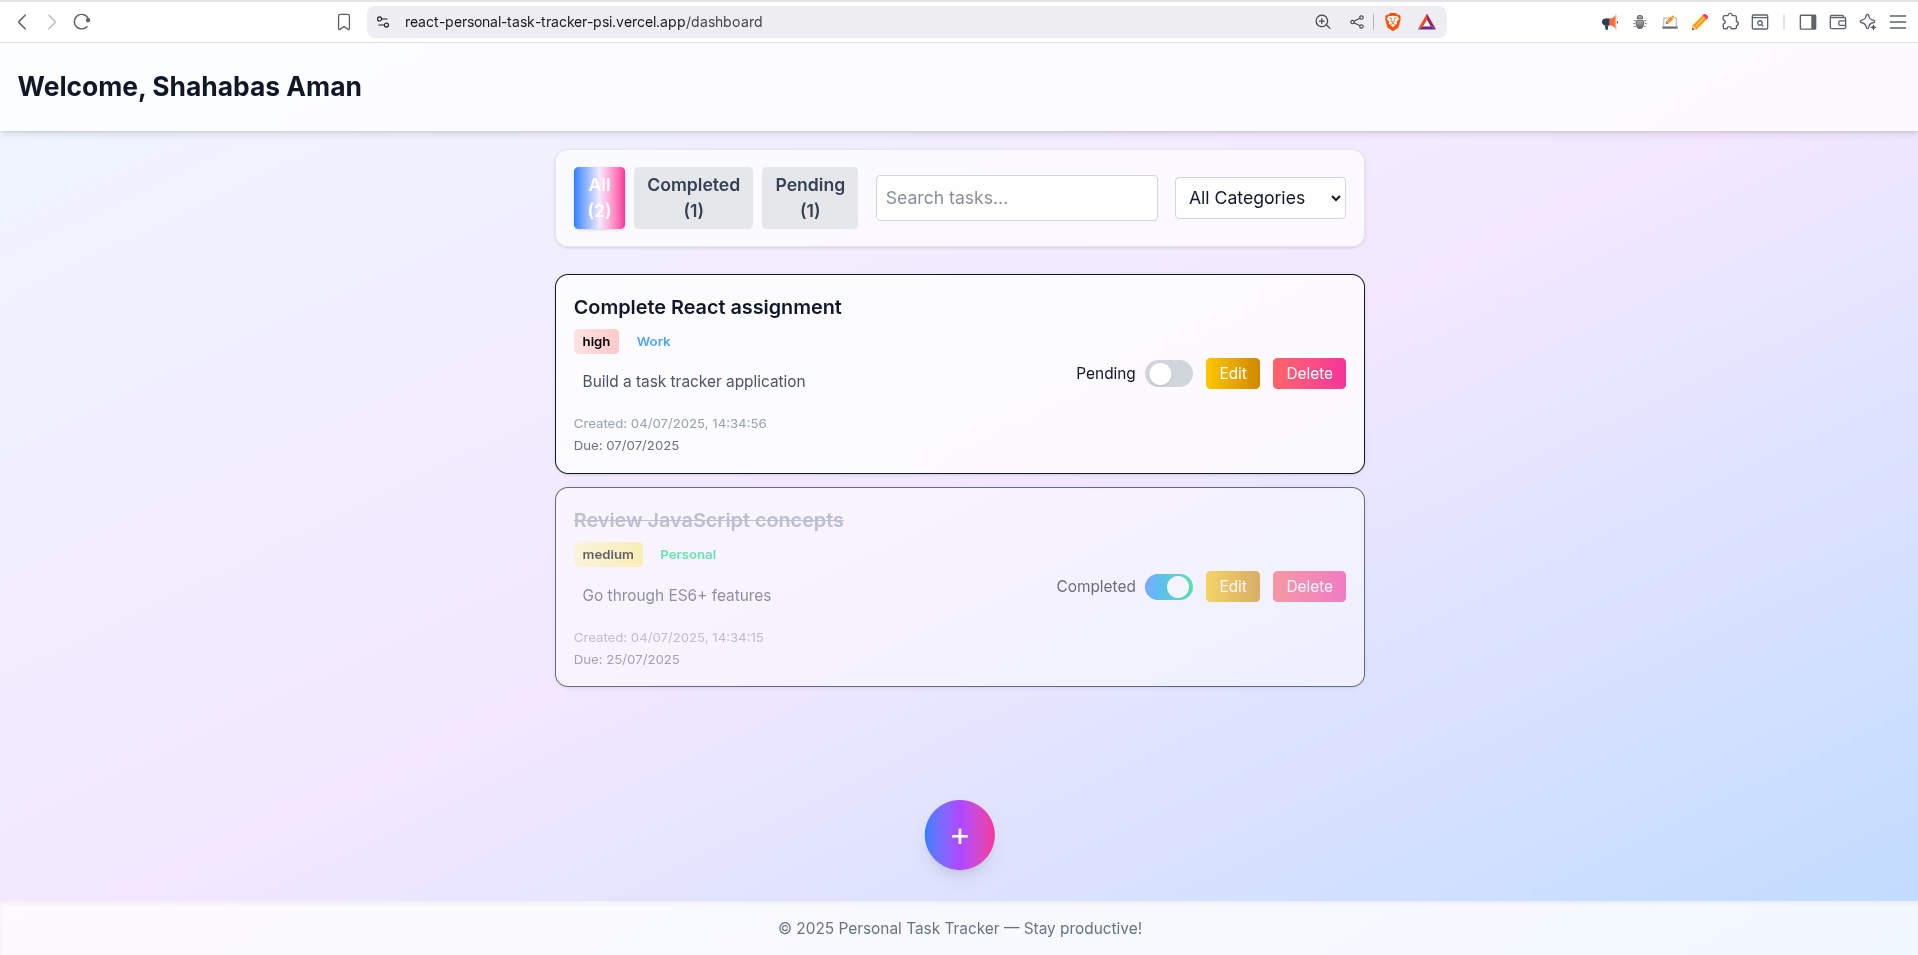 react-personal-task-tracker-psi.vercel.app/dashboard
Welcome, Shahabas Aman
All
(2)
Completed
(1)
Pending
(1)
Search tasks...
All Categories
Complete React assignment
high Work
Build a task tracker application
Pending Edit Delete
Created: 04/07/2025, 14:34:56
Due: 07/07/2025
Review JavaScript concepts
medium Personal
Go through ES6+ features
Completed Edit Delete
Created: 04/07/2025, 14:34:15
Due: 25/07/2025
+
© 2025 Personal Task Tracker — Stay productive!